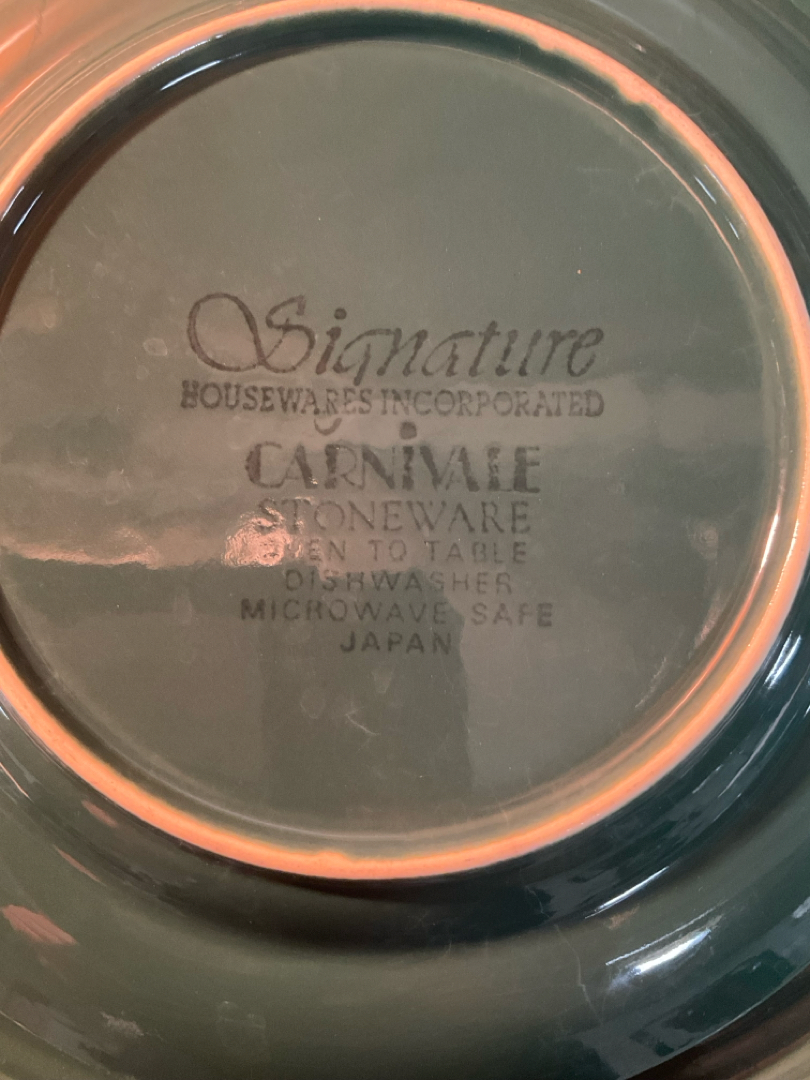 Signature
HOUSEWARES INCORPORATED
CARNiVALE
STONEWARE
OVEN TO TABLE
DISHWASHER
MICROWAVE SAFE
JAPAN